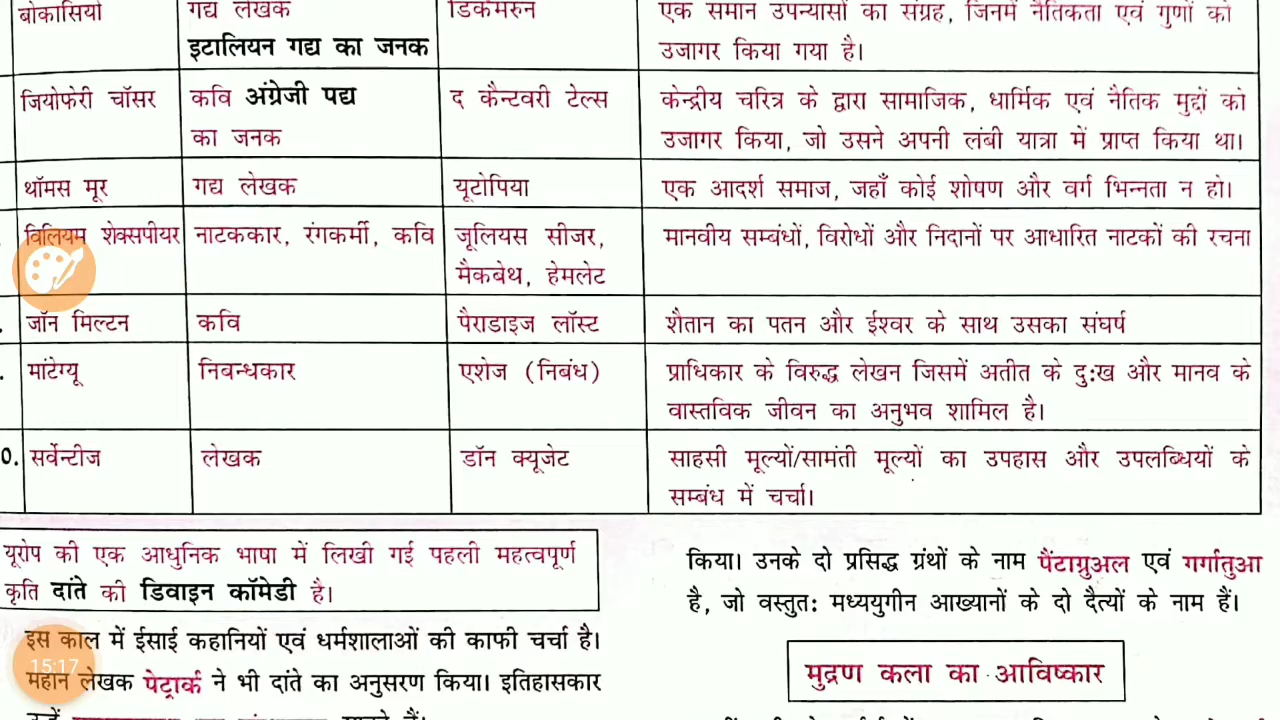 बोकासियो गद्य लेखक डिकेमरुन एक समान उपन्यासों का संग्रह, जिनमें नैतिकता एवं गुणों को
इटालियन गद्य का जनक उजागर किया गया है।
जियोफेरी चॉसर कवि अंग्रेजी पद्य द कैन्टवरी टेल्स केन्द्रीय चरित्र के द्वारा सामाजिक, धार्मिक एवं नैतिक मुद्दों को
का जनक उजागर किया, जो उसने अपनी लंबी यात्रा में प्राप्त किया था।
थॉमस मूर गद्य लेखक यूटोपिया एक आदर्श समाज, जहाँ कोई शोषण और वर्ग भिन्नता न हो।
विलियम शेक्सपीयर नाटककार, रंगकर्मी, कवि जूलियस सीजर, मानवीय सम्बंधों, विरोधों और निदानों पर आधारित नाटकों की रचना
मैकबेथ, हेमलेट
जॉन मिल्टन कवि पैराडाइज लॉस्ट शैतान का पतन और ईश्वर के साथ उसका संघर्ष
मांटेग्यू निवन्धकार एशेज (निबंध) प्राधिकार के विरुद्ध लेखन जिसमें अतीत के दु:ख और मानव के
वास्तविक जीवन का अनुभव शामिल है।
0. सर्वेन्टीज लेखक डॉन क्यूजेट साहसी मूल्यों/सामंती मूल्यों का उपहास और उपलब्धियों के
सम्बंध में चर्चा।
यूरोप की एक आधुनिक भाषा में लिखी गई पहली महत्वपूर्ण
कृति दांते की डिवाइन कॉमेडी है।
इस काल में ईसाई कहानियों एवं धर्मशालाओं की काफी चर्चा है।
15:17
महान लेखक पेट्रार्क ने भी दांते का अनुसरण किया। इतिहासकार
किया। उनके दो प्रसिद्ध ग्रंथों के नाम पैंटाग्रुअल एवं गर्गातुआ
है, जो वस्तुत: मध्ययुगीन आख्यानों के दो दैत्यों के नाम हैं।
मुद्रण कला का आविष्कार